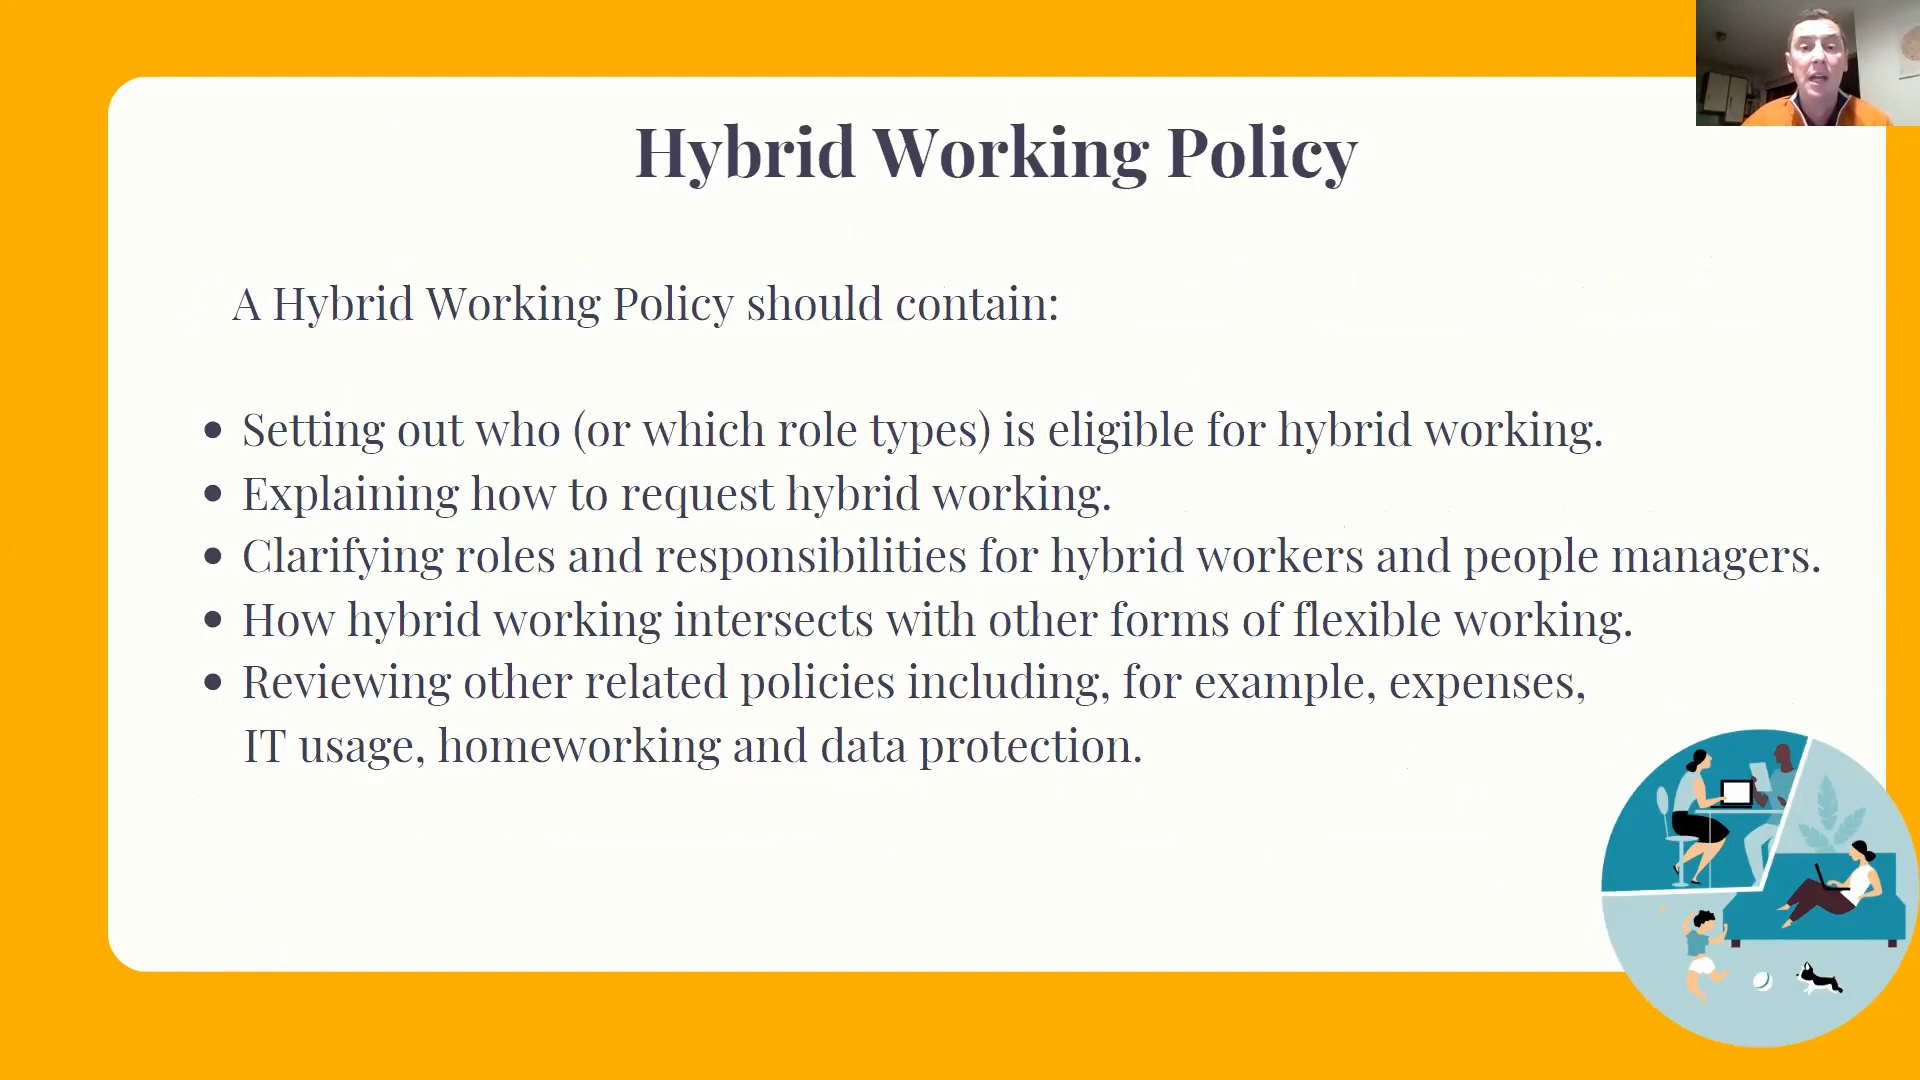 Hybrid Working Policy
A Hybrid Working Policy should contain:
• Setting out who (or which role types) is eligible for hybrid working.
• Explaining how to request hybrid working.
• Clarifying roles and responsibilities for hybrid workers and people managers.
• How hybrid working intersects with other forms of flexible working.
• Reviewing other related policies including, for example, expenses,
IT usage, homeworking and data protection.